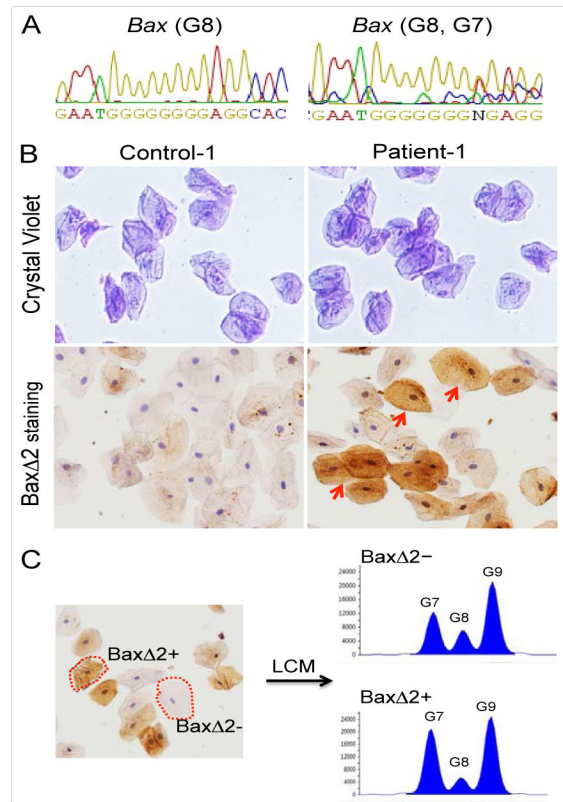 A
Bax (G8)
Bax (G8, G7)
GAATGGGGGGGGAGGCAC
GAATGGGGGGGNGAGG
B
Control-1
Patient-1
Crystal Violet
BaxΔ2 staining
C
BaxΔ2+
BaxΔ2-
LCM
BaxΔ2−
G7
G8
G9
24000
20000
16000
12000
8000
4000
0
BaxΔ2+
G7
G8
G9
24000
20000
16000
12000
8000
4000
0